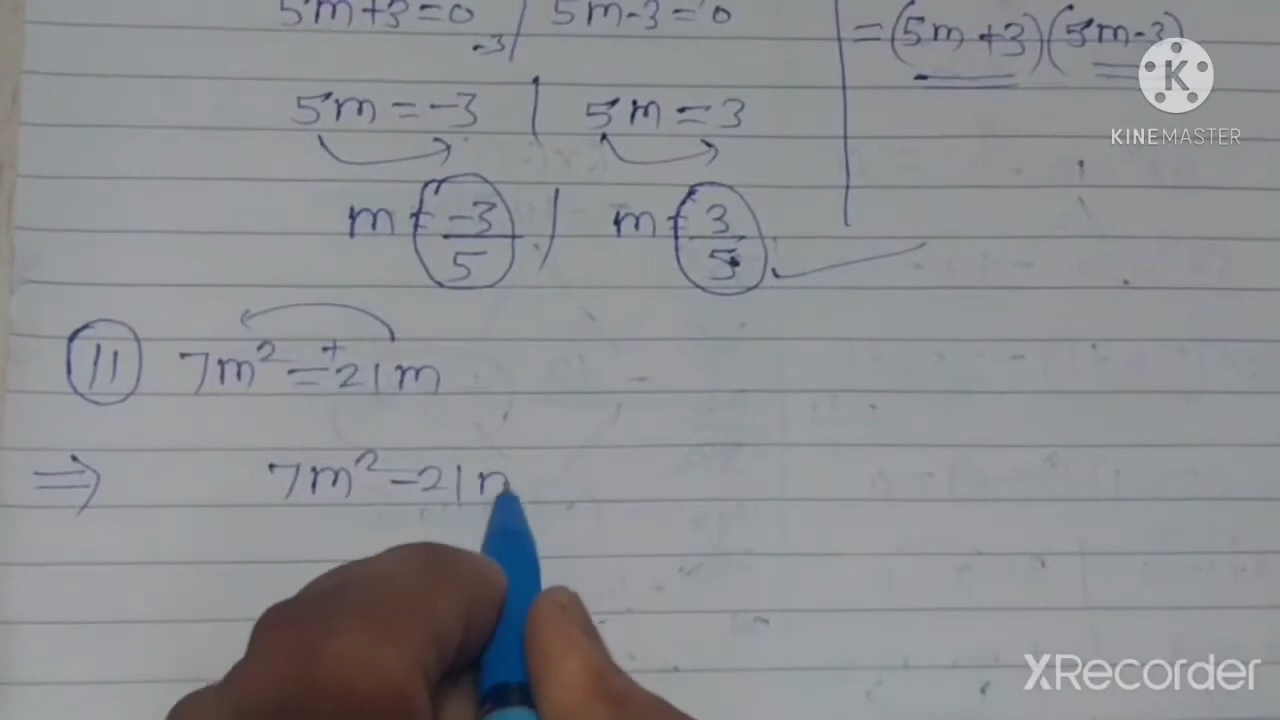 5m+3=0 / 5m-3=0
-3
=(5m+3)(5m-3)
KINEMASTER
5m=-3 | 5m=3
m=-3/5 / m=3/5
11 7m²=+21m
⇒ 7m²-21m
XRecorder